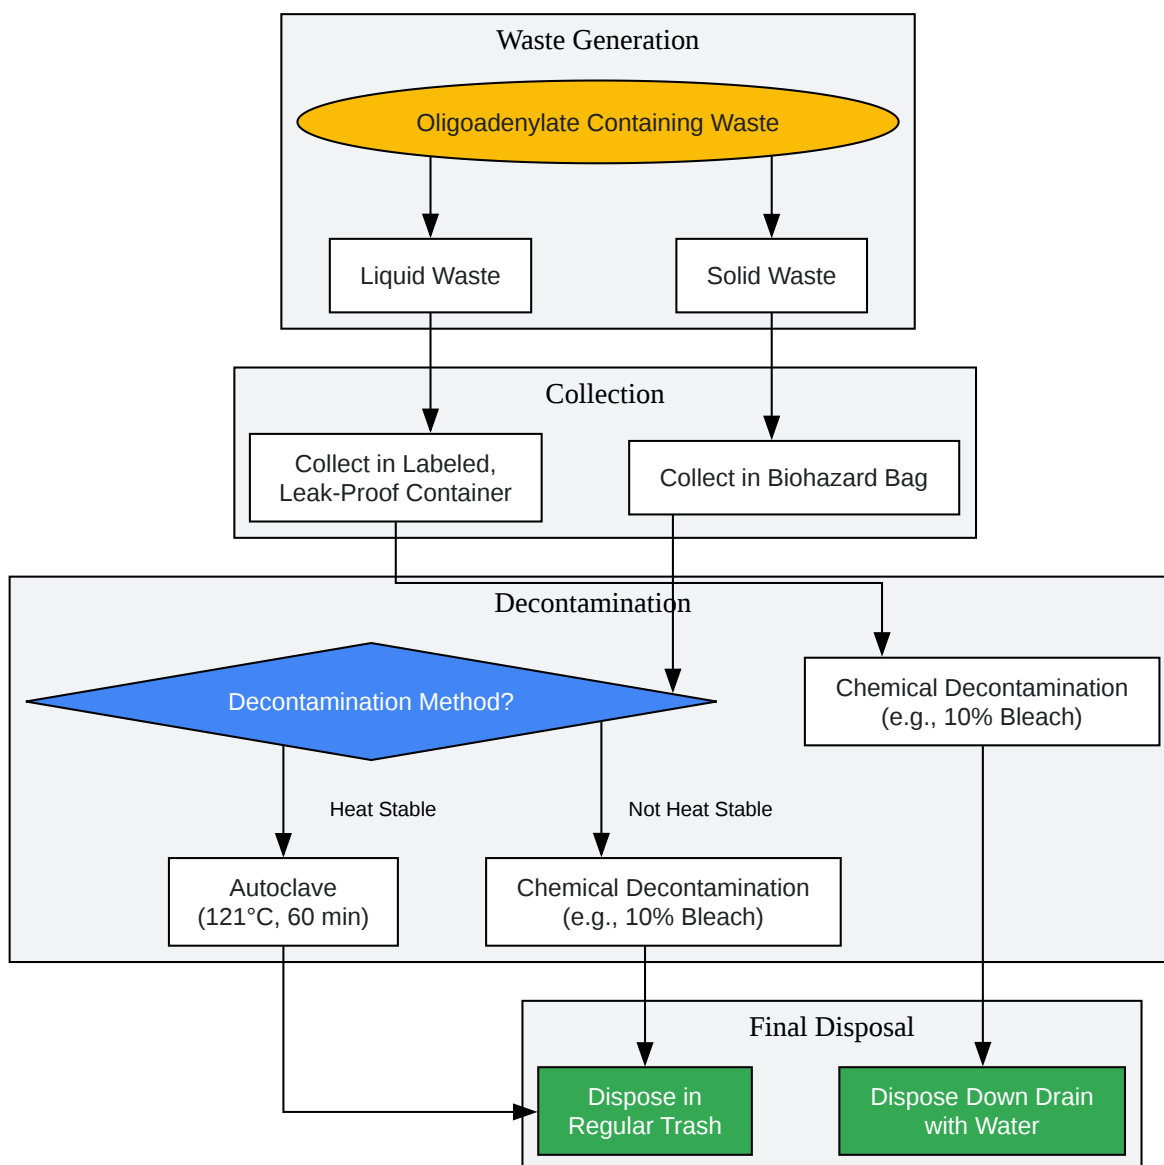 Waste Generation
Oligoadenylate Containing Waste
Liquid Waste
Solid Waste
Collection
Collect in Labeled,
Leak-Proof Container
Collect in Biohazard Bag
Decontamination
Decontamination Method?
Chemical Decontamination
(e.g., 10% Bleach)
Heat Stable
Not Heat Stable
Autoclave
(121°C, 60 min)
Chemical Decontamination
(e.g., 10% Bleach)
Final Disposal
Dispose in
Regular Trash
Dispose Down Drain
with Water